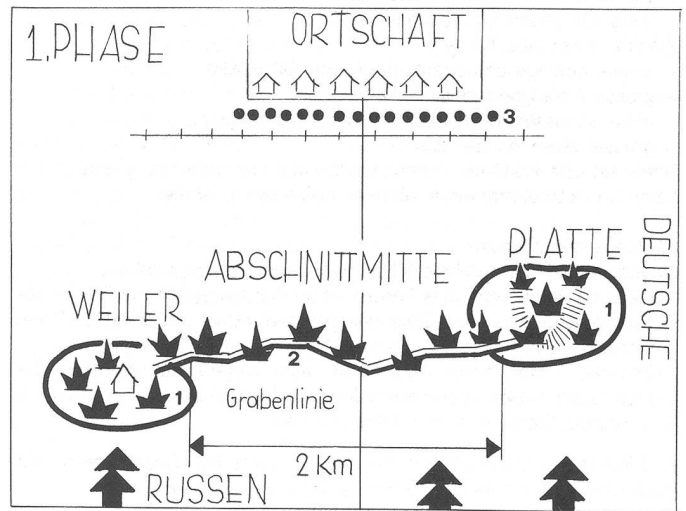 1. PHASE
ORTSCHAFT
3
PLATTE
DEUTSCHE
ABSCHNITTMITTE
WEILER
1
2
1
Grabenlinie
2 Km
RUSSEN